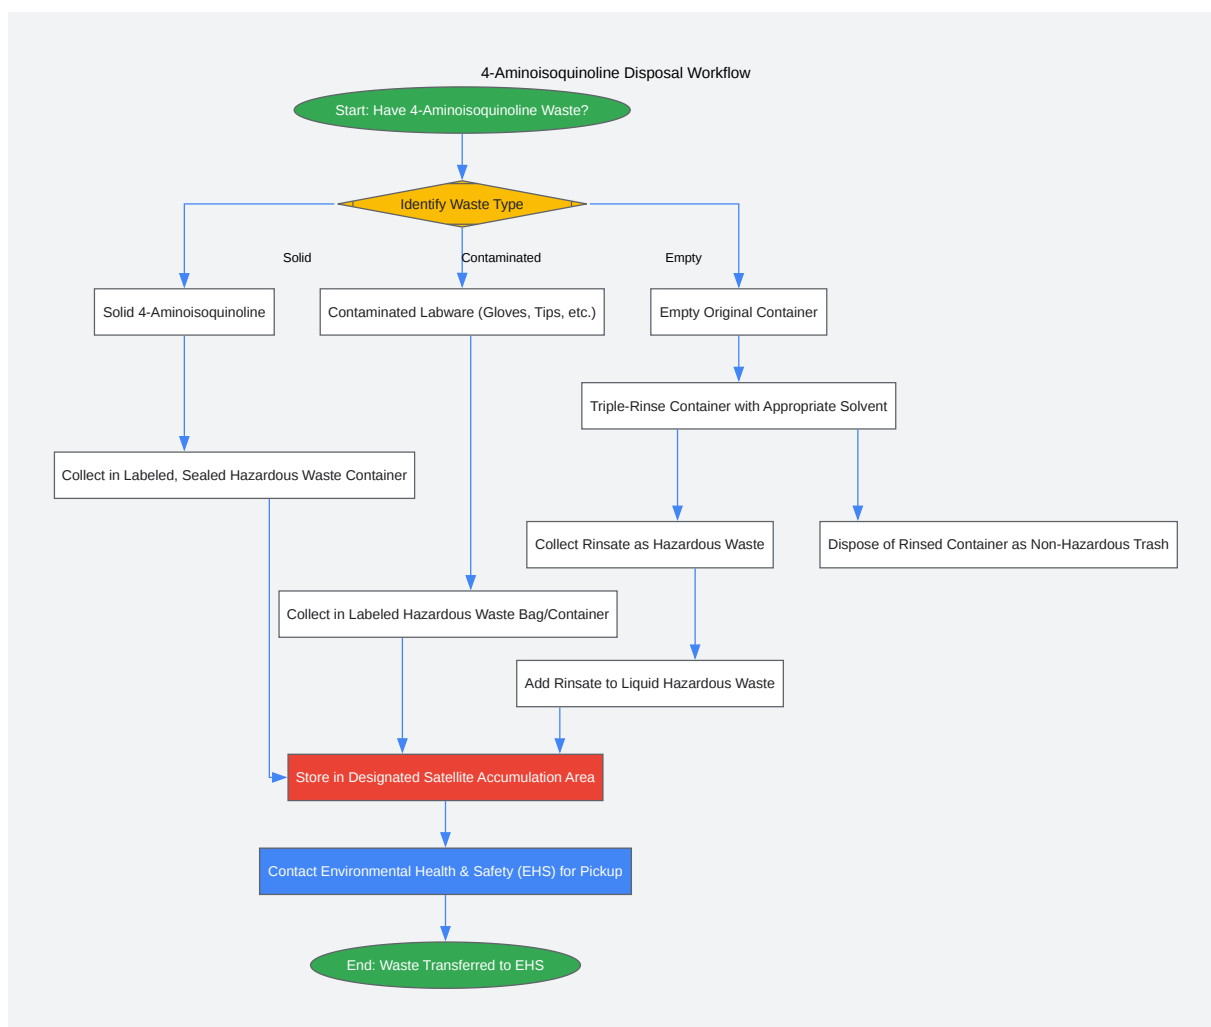 4-Aminoisoquinoline Disposal Workflow
Start: Have 4-Aminoisoquinoline Waste?
Identify Waste Type
Solid
Contaminated
Empty
Solid 4-Aminoisoquinoline
Contaminated Labware (Gloves, Tips, etc.)
Empty Original Container
Triple-Rinse Container with Appropriate Solvent
Collect in Labeled, Sealed Hazardous Waste Container
Collect Rinsate as Hazardous Waste
Dispose of Rinsed Container as Non-Hazardous Trash
Collect in Labeled Hazardous Waste Bag/Container
Add Rinsate to Liquid Hazardous Waste
Store in Designated Satellite Accumulation Area
Contact Environmental Health & Safety (EHS) for Pickup
End: Waste Transferred to EHS